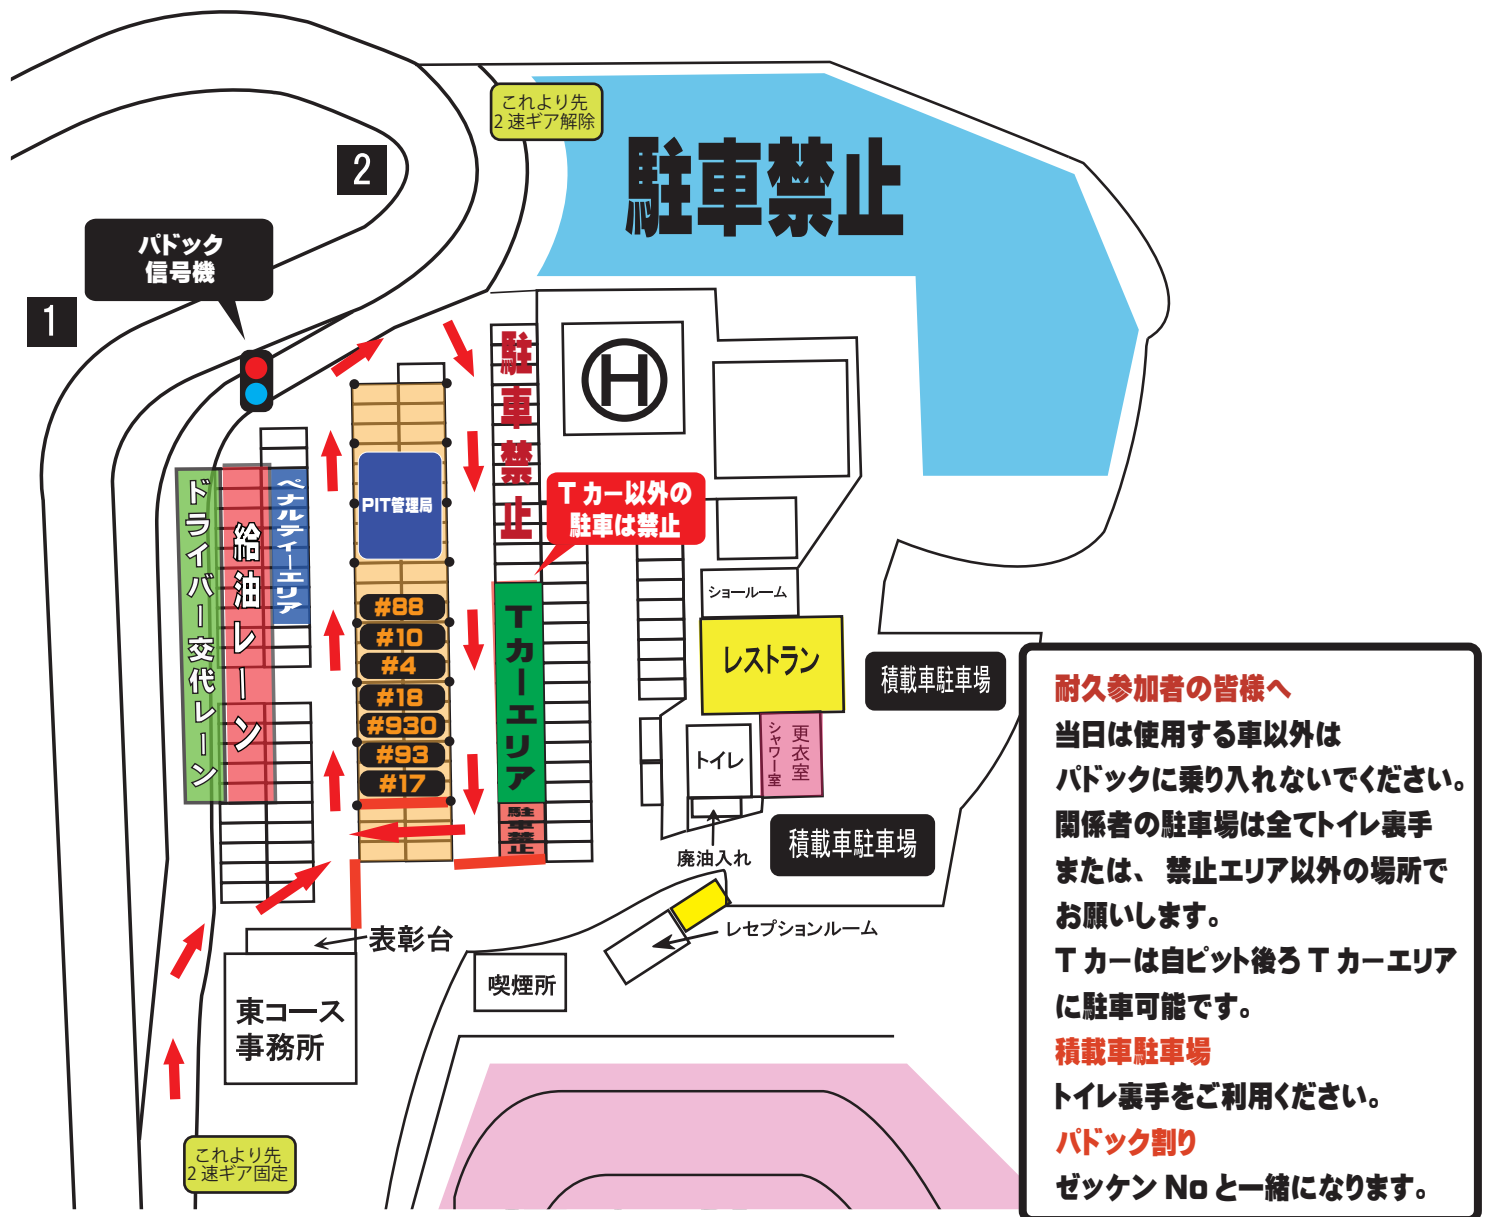 これより先
2速ギア解除
駐車禁止
2
パドック
信号機
1
駐車禁止
H
Tカー以外の
駐車は禁止
ペナルティーエリア
ドライバー交代レーン
給油レーン
PIT管理局
#88
#10
#4
#18
#930
#93
#17
Tカーエリア
駐車禁止
ショールーム
レストラン
積載車駐車場
トイレ
シャワー室
更衣室
廃油入れ
積載車駐車場
レセプションルーム
表彰台
喫煙所
東コース
事務所
これより先
2速ギア固定
耐久参加者の皆様へ
当日は使用する車以外は
パドックに乗り入れないでください。
関係者の駐車場は全てトイレ裏手
または、禁止エリア以外の場所で
お願いします。
Tカーは自ピット後ろTカーエリア
に駐車可能です。
積載車駐車場
トイレ裏手をご利用ください。
パドック割り
ゼッケンNoと一緒になります。